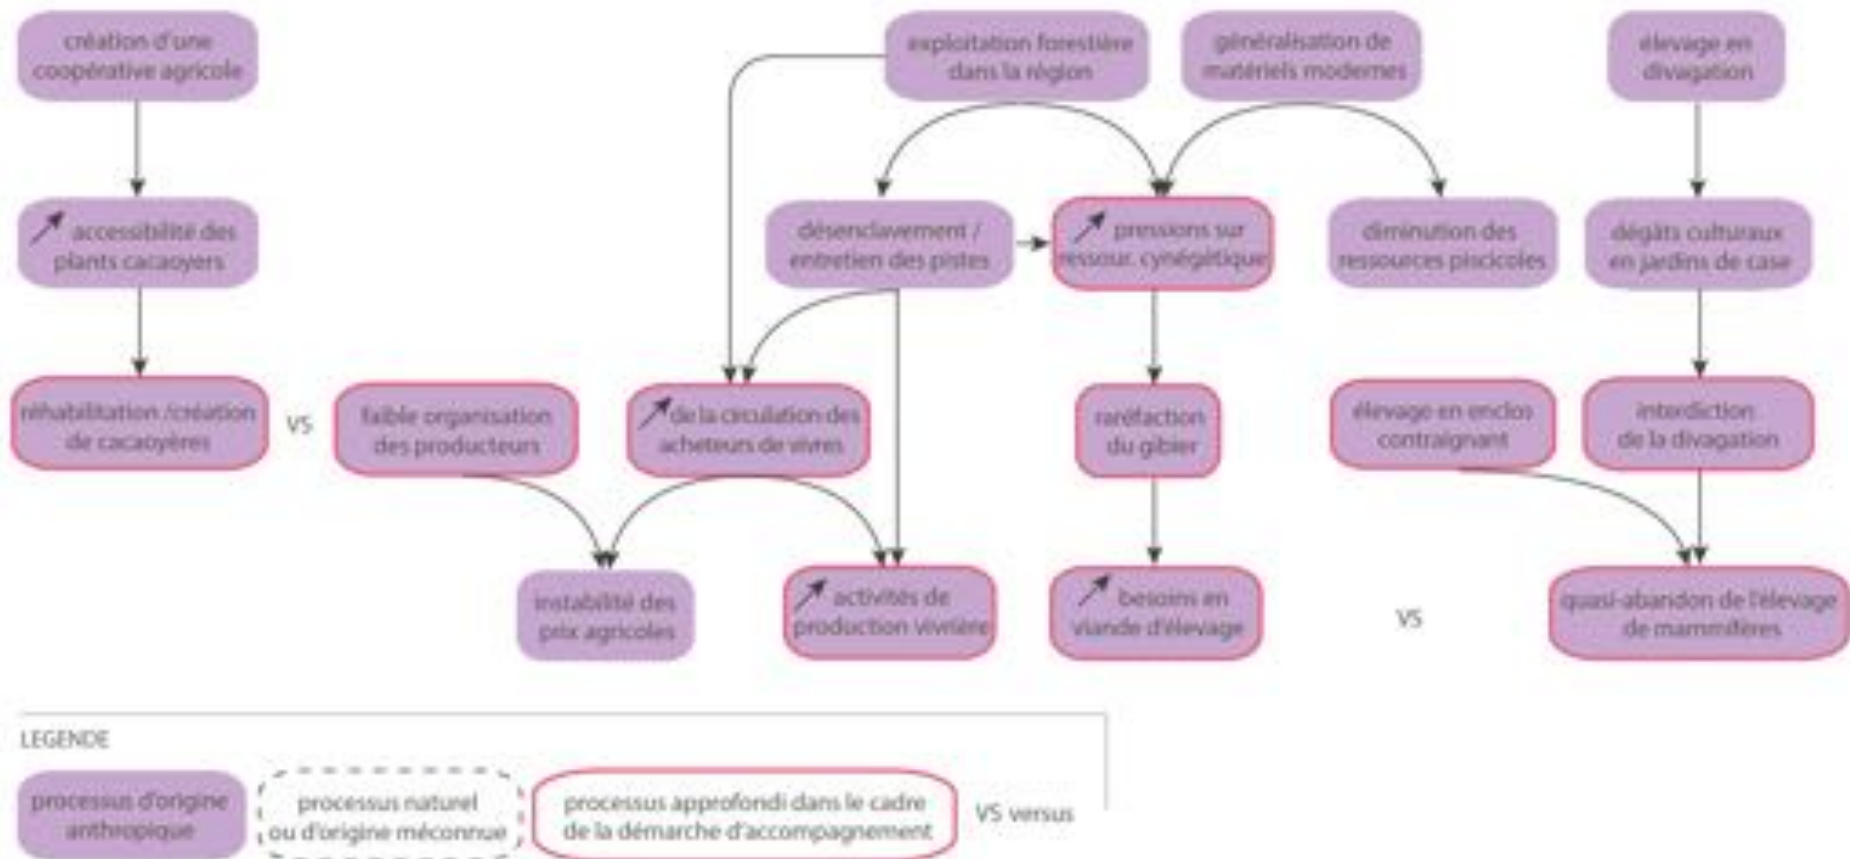 création d'une
coopérative agricole
exploitation forestière
dans la région
généralisation de
matériels modernes
élevage en
divagation
accessibilité des
plants cacaoyers
désenclavement /
entretien des pistes
pressions sur
ressour. cynégétique
diminution des
ressources piscicoles
dégâts culturaux
en jardins de case
réhabilitation /création
de cacaoyères
VS
faible organisation
des producteurs
de la circulation des
acheteurs de vivres
raréfaction
du gibier
élevage en enclos
contraignant
interdiction
de la divagation
instabilité des
prix agricoles
activités de
production vivrière
besoins en
viande d'élevage
VS
quasi-abandon de l'élevage
de mammifères
LEGENDE
processus d'origine
anthropique
processus naturel
ou d'origine méconnue
processus approfondi dans le cadre
de la démarche d'accompagnement
VS versus